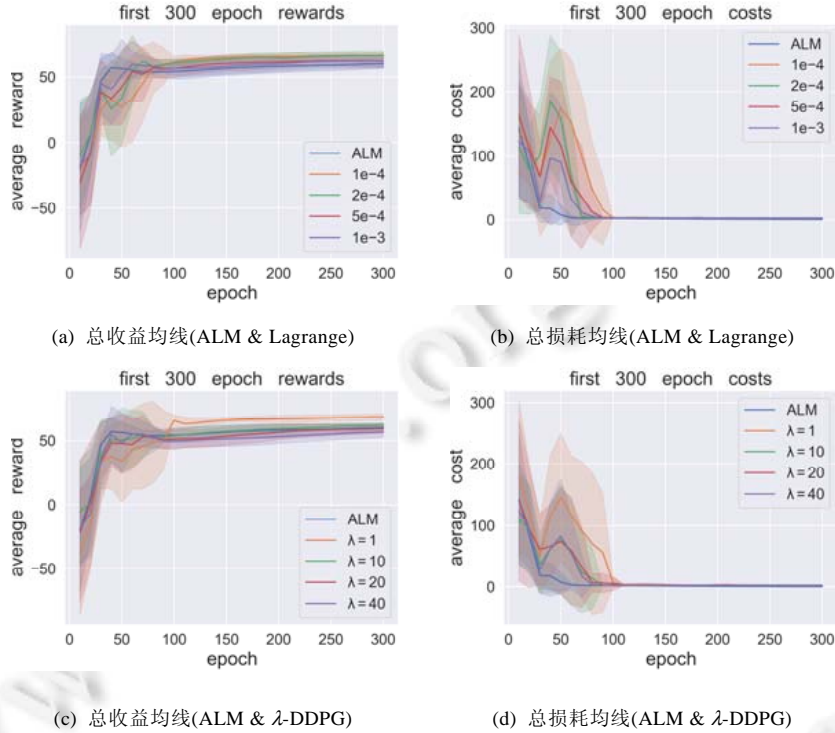 first 300 epoch rewards
average reward
50
0
−50
ALM
1e−4
2e−4
5e−4
1e−3
0 50 100 150 200 250 300
epoch
(a) 总收益均线(ALM & Lagrange)
first 300 epoch costs
average cost
300
200
100
0
ALM
1e−4
2e−4
5e−4
1e−3
0 50 100 150 200 250 300
epoch
(b) 总损耗均线(ALM & Lagrange)
first 300 epoch rewards
average reward
50
0
−50
ALM
λ=1
λ=10
λ=20
λ=40
0 50 100 150 200 250 300
epoch
(c) 总收益均线(ALM & λ-DDPG)
first 300 epoch costs
average cost
300
200
100
0
ALM
λ=1
λ=10
λ=20
λ=40
0 50 100 150 200 250 300
epoch
(d) 总损耗均线(ALM & λ-DDPG)